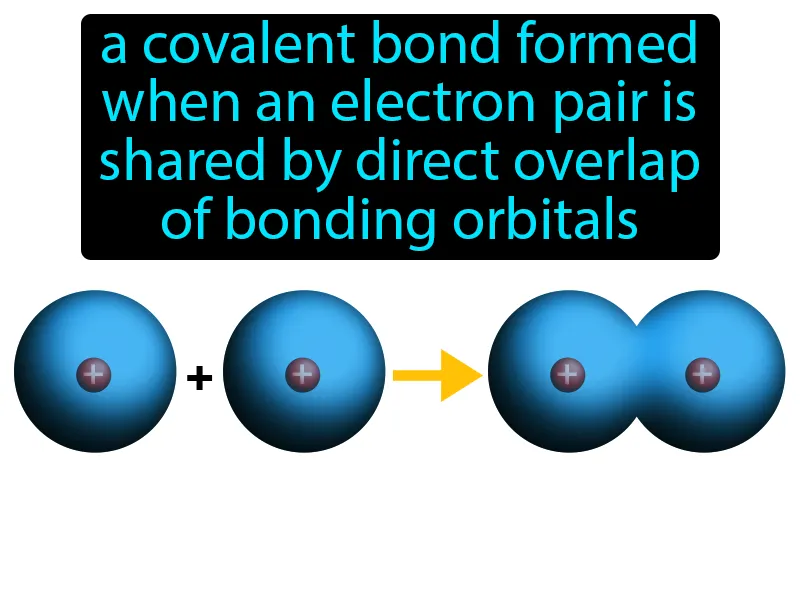 a covalent bond formed
when an electron pair is
shared by direct overlap
of bonding orbitals
+ + + + +